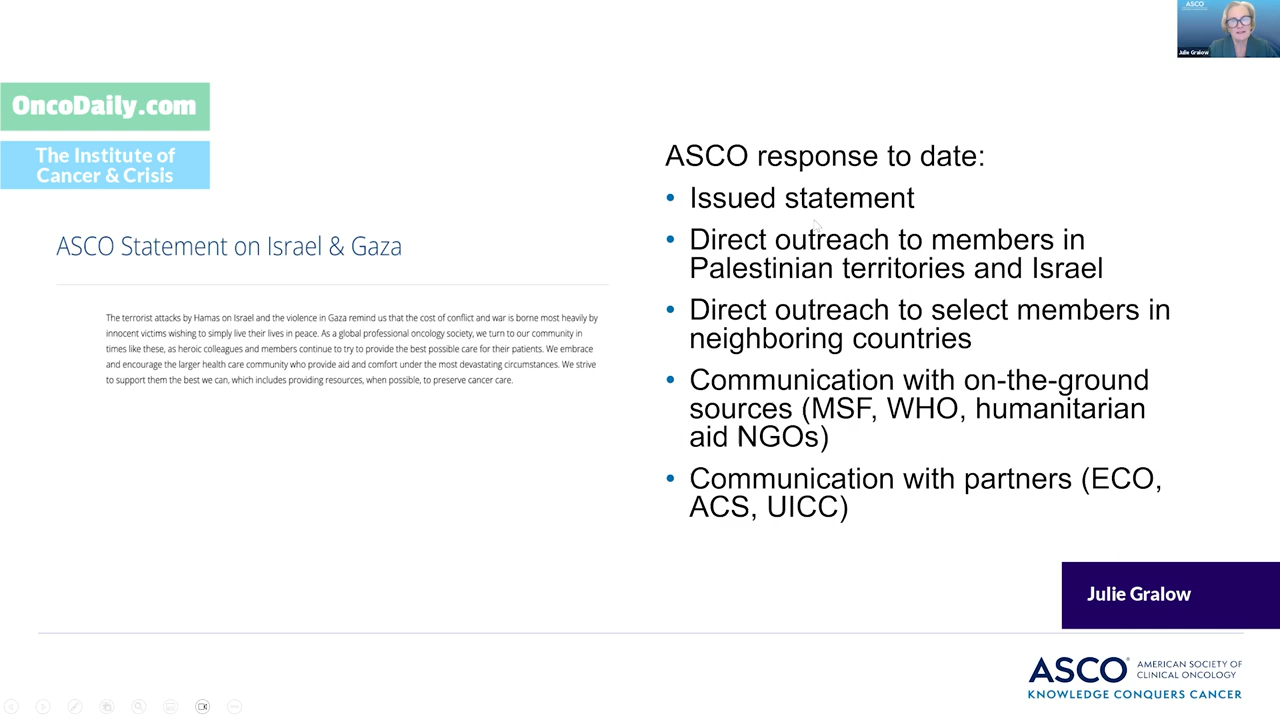 ASCO
Julie Gralow
OncoDaily.com
The Institute of
Cancer & Crisis
ASCO Statement on Israel & Gaza
The terrorist attacks by Hamas on Israel and the violence in Gaza remind us that the cost of conflict and war is borne most heavily by
innocent victims wishing to simply live their lives in peace. As a global professional oncology society, we turn to our community in
times like these, as heroic colleagues and members continue to try to provide the best possible care for their patients. We embrace
and encourage the larger health care community who provide aid and comfort under the most devastating circumstances. We strive
to support them the best we can, which includes providing resources, when possible, to preserve cancer care.
ASCO response to date:
• Issued statement
• Direct outreach to members in
Palestinian territories and Israel
• Direct outreach to select members in
neighboring countries
• Communication with on-the-ground
sources (MSF, WHO, humanitarian
aid NGOs)
• Communication with partners (ECO,
ACS, UICC)
Julie Gralow
ASCO® AMERICAN SOCIETY OF
CLINICAL ONCOLOGY
KNOWLEDGE CONQUERS CANCER